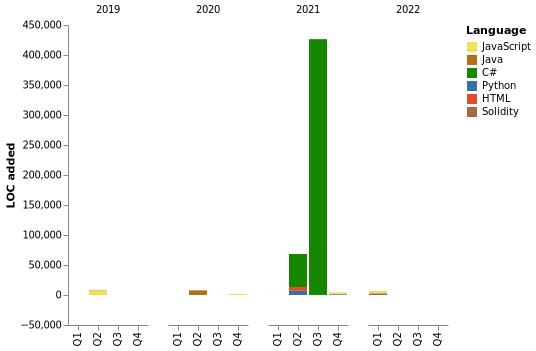 2019 2020 2021 2022
Language
JavaScript
Java
C#
Python
HTML
Solidity
LOC added
450,000
400,000
350,000
300,000
250,000
200,000
150,000
100,000
50,000
0
−50,000
Q1 Q2 Q3 Q4 Q1 Q2 Q3 Q4 Q1 Q2 Q3 Q4 Q1 Q2 Q3 Q4